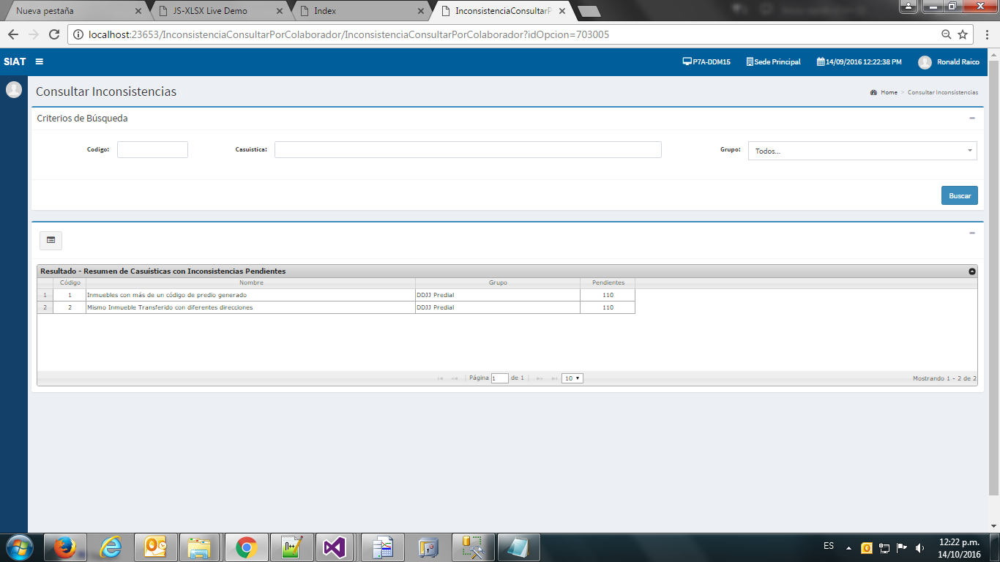 Nueva pestaña
JS-XLSX Live Demo
Index
InconsistenciaConsultarP
localhost:23653/InconsistenciaConsultarPorColaborador/InconsistenciaConsultarPorColaborador?idOpcion=703005
SIAT
P7A-DDM15
Sede Principal
14/09/2016 12:22:38 PM
Ronald Raico
Consultar Inconsistencias
Home > Consultar Inconsistencias
Criterios de Búsqueda
Codigo:
Casuistica:
Grupo:
Todos...
Buscar
Resultado - Resumen de Casuísticas con Inconsistencias Pendientes
Código Nombre Grupo Pendientes
1 1 Inmuebles con más de un código de predio generado DDJJ Predial 110
2 2 Mismo Inmueble Transferido con diferentes direcciones DDJJ Predial 110
Página 1 de 1 10
Mostrando 1 - 2 de 2
ES
12:22 p.m.
14/10/2016